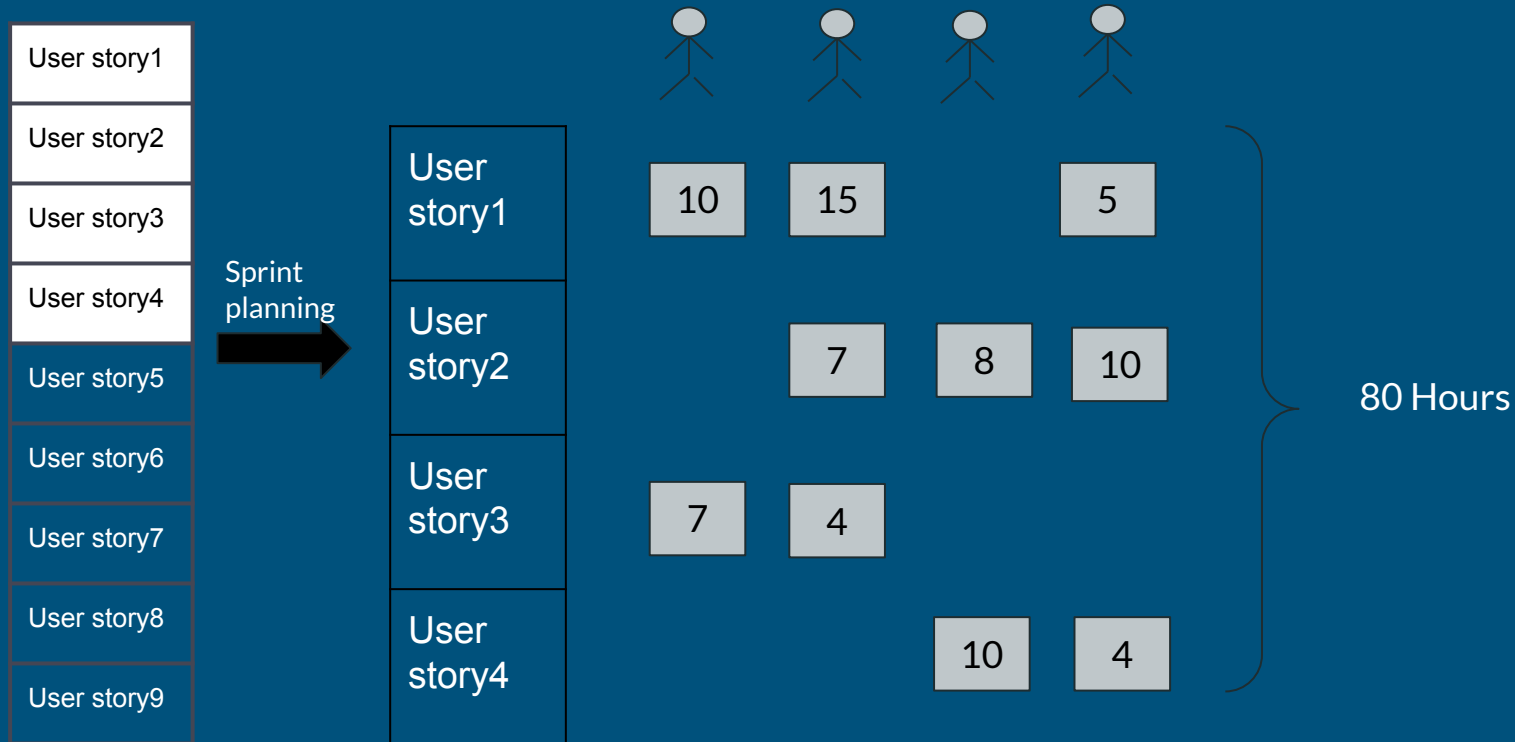 User story1
User story2
User story3
User story4
User story5
User story6
User story7
User story8
User story9
Sprint
planning
User
story1
10 15 5
User
story2
7 8 10
User
story3
7 4
User
story4
10 4
80 Hours